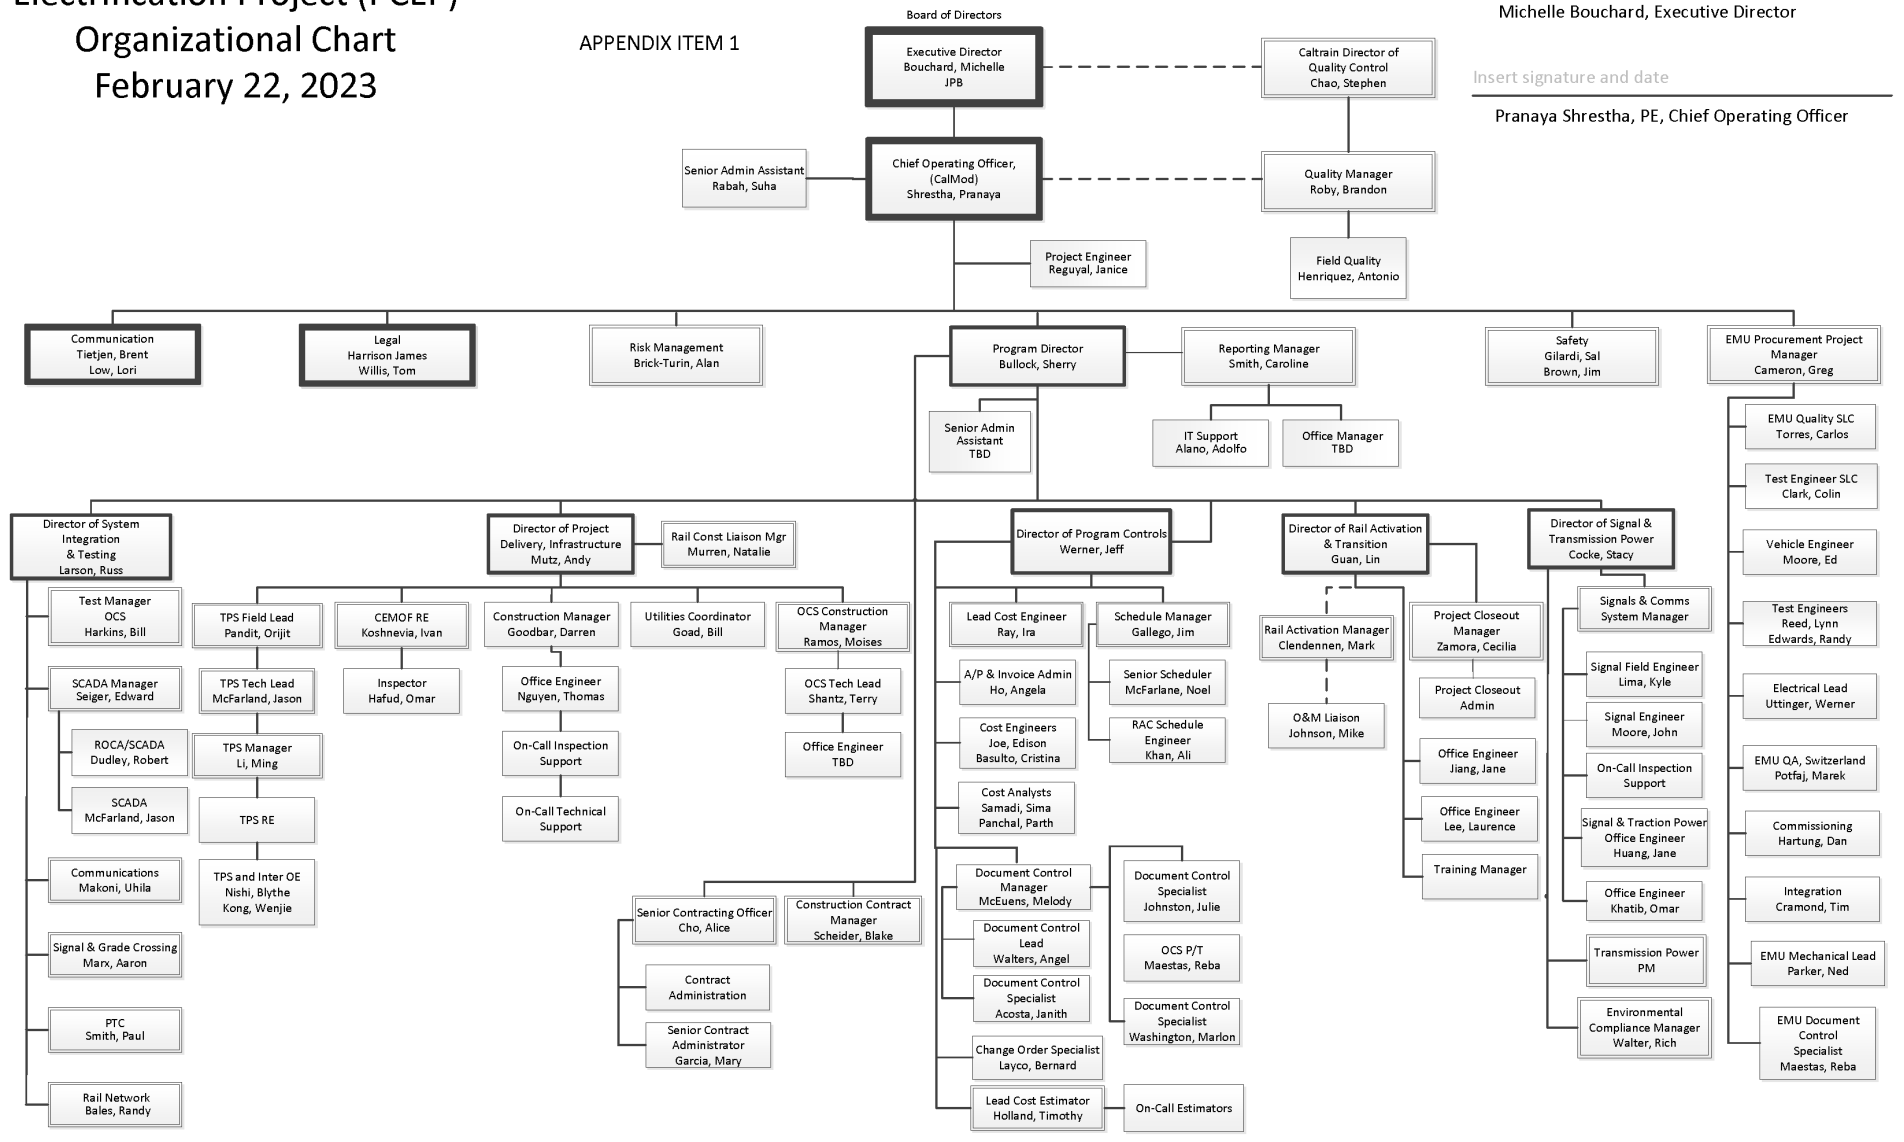 Electrification Project (PCEP)
Organizational Chart
February 22, 2023
APPENDIX ITEM 1
Board of Directors
Executive Director
Bouchard, Michelle
JPB
Caltrain Director of
Quality Control
Chao, Stephen
Michelle Bouchard, Executive Director
Insert signature and date
Pranaya Shrestha, PE, Chief Operating Officer
Senior Admin Assistant
Rabah, Suha
Chief Operating Officer,
(CalMod)
Shrestha, Pranaya
Quality Manager
Roby, Brandon
Project Engineer
Reguyal, Janice
Field Quality
Henriquez, Antonio
Communication
Tietjen, Brent
Low, Lori
Legal
Harrison James
Willis, Tom
Risk Management
Brick-Turin, Alan
Program Director
Bullock, Sherry
Reporting Manager
Smith, Caroline
Safety
Gilardi, Sal
Brown, Jim
EMU Procurement Project
Manager
Cameron, Greg
Senior Admin
Assistant
TBD
IT Support
Alano, Adolfo
Office Manager
TBD
EMU Quality SLC
Torres, Carlos
Test Engineer SLC
Clark, Colin
Vehicle Engineer
Moore, Ed
Test Engineers
Reed, Lynn
Edwards, Randy
Electrical Lead
Uttinger, Werner
EMU QA, Switzerland
Potfaj, Marek
Commissioning
Hartung, Dan
Integration
Cramond, Tim
EMU Mechanical Lead
Parker, Ned
EMU Document
Control
Specialist
Maestas, Reba
Director of System
Integration
& Testing
Larson, Russ
Test Manager
OCS
Harkins, Bill
SCADA Manager
Seiger, Edward
ROCA/SCADA
Dudley, Robert
SCADA
McFarland, Jason
Communications
Makoni, Uhila
Signal & Grade Crossing
Marx, Aaron
PTC
Smith, Paul
Rail Network
Bales, Randy
Director of Project
Delivery, Infrastructure
Mutz, Andy
Rail Const Liaison Mgr
Murren, Natalie
TPS Field Lead
Pandit, Orijit
TPS Tech Lead
McFarland, Jason
TPS Manager
Li, Ming
TPS RE
TPS and Inter OE
Nishi, Blythe
Kong, Wenjie
CEMOF RE
Koshnevia, Ivan
Inspector
Hafud, Omar
Construction Manager
Goodbar, Darren
Office Engineer
Nguyen, Thomas
On-Call Inspection
Support
On-Call Technical
Support
Utilities Coordinator
Goad, Bill
OCS Construction
Manager
Ramos, Moises
OCS Tech Lead
Shantz, Terry
Office Engineer
TBD
Senior Contracting Officer
Cho, Alice
Construction Contract
Manager
Scheider, Blake
Contract
Administration
Senior Contract
Administrator
Garcia, Mary
Director of Program Controls
Werner, Jeff
Lead Cost Engineer
Ray, Ira
Schedule Manager
Gallego, Jim
A/P & Invoice Admin
Ho, Angela
Senior Scheduler
McFarlane, Noel
Cost Engineers
Joe, Edison
Basulto, Cristina
RAC Schedule
Engineer
Khan, Ali
Cost Analysts
Samadi, Sima
Panchal, Parth
Document Control
Manager
McEuens, Melody
Document Control
Specialist
Johnston, Julie
Document Control
Lead
Walters, Angel
OCS P/T
Maestas, Reba
Document Control
Specialist
Acosta, Janith
Document Control
Specialist
Washington, Marlon
Change Order Specialist
Layco, Bernard
Lead Cost Estimator
Holland, Timothy
On-Call Estimators
Director of Rail Activation
& Transition
Guan, Lin
Rail Activation Manager
Clendennen, Mark
O&M Liaison
Johnson, Mike
Project Closeout
Manager
Zamora, Cecilia
Project Closeout
Admin
Office Engineer
Jiang, Jane
Office Engineer
Lee, Laurence
Training Manager
Director of Signal &
Transmission Power
Cocke, Stacy
Signals & Comms
System Manager
Signal Field Engineer
Lima, Kyle
Signal Engineer
Moore, John
On-Call Inspection
Support
Signal & Traction Power
Office Engineer
Huang, Jane
Office Engineer
Khatib, Omar
Transmission Power
PM
Environmental
Compliance Manager
Walter, Rich